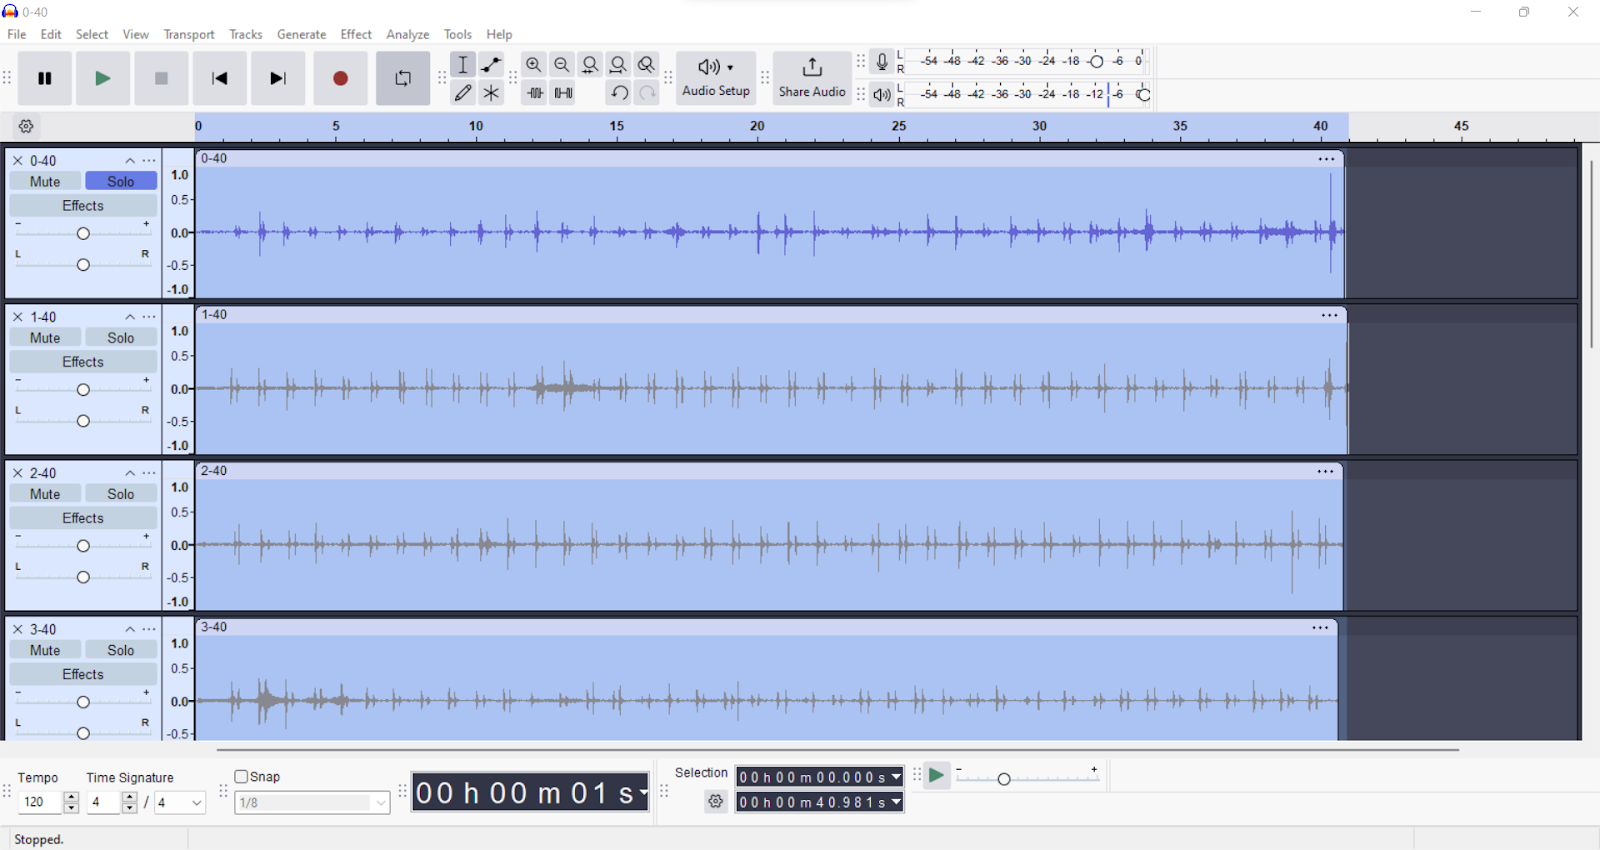 0-40
File Edit Select View Transport Tracks Generate Effect Analyze Tools Help
Audio Setup
Share Audio
L
R
-54 -48 -42 -36 -30 -24 -18 -6 0
L
R
-54 -48 -42 -36 -30 -24 -18 -12 -6 0
0 5 10 15 20 25 30 35 40 45
0-40
Mute Solo
Effects
- +
L R
1.0
0.5
0.0
-0.5
-1.0
0-40
1-40
Mute Solo
Effects
- +
L R
1.0
0.5
0.0
-0.5
-1.0
1-40
2-40
Mute Solo
Effects
- +
L R
1.0
0.5
0.0
-0.5
-1.0
2-40
3-40
Mute Solo
Effects
- +
L R
1.0
0.5
0.0
-0.5
3-40
Tempo
120
Time Signature
4 / 4
Snap
1/8
00 h 00 m 01 s
Selection
00 h 00 m 00.000 s
00 h 00 m 40.981 s
- +
Stopped.